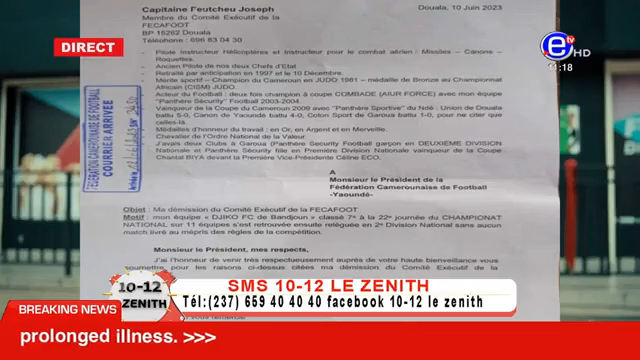 Capitaine Feutcheu Joseph
Membre du Comité Exécutif de la
FECAFOOT
BP 15262 Douala
Téléphone : 696 83 04 30
Douala, 10 Juin 2023
DIRECT
e tv HD
11:18
- Pilote Instructeur Hélicoptères et Instructeur pour le combat aérien : Missiles – Canons – Roquettes.
- Ancien Pilote de nos deux Chefs d'Etat
- Retraité par anticipation en 1997 et le 10 Décembre.
- Mérite sportif – Champion du Cameroun en JUDO 1981 – médaille de Bronze au Championnat Africain (CISM) JUDO
- Acteur du Football : deux fois champion à coupe COMBADE (AIUR FORCE) avec mon équipe "Panthère Security" Football 2003-2004.
- Vainqueur de la Coupe du Cameroun 2009 avec "Panthère Sportive" du Ndé : Union de Douala battu 5-0, Canon de Yaoundé battu 4-0, Coton Sport de Garoua battu 1-0, pour ne citer que celles-là.
- Médailles d'honneur du travail : en Or, en Argent et en Merveille.
- Chevalier de l'Ordre National de la Valeur
- J'avais deux Clubs à Garoua (Panthère Security Football garçon en DEUXIEME DIVISION Nationale et Panthère Security fille en Première Division Nationale vainqueur de la Coupe Chantal BIYA devant la Première Vice-Présidente Céline ECO.
FEDERATION CAMEROUNAISE DE FOOTBALL
COURRIER ARRIVEE
A
Monsieur le Président de la
Fédération Camerounaise de Football
-Yaoundé-
Objet : Ma démission du Comité Exécutif de la FECAFOOT
Motif : mon équipe « DJIKO FC de Bandjoun » classé 7e à la 22e journée du CHAMPIONAT
NATIONAL sur 11 équipes s'est retrouvée ensuite reléguée en 2e Division National sans aucun
match livré au mépris des règles de la compétition.
Monsieur le Président, mes respects,
J'ai l'honneur de venir très respectueusement auprès de votre haute bienveillance vous
soumettre pour les raisons ci-dessus citées ma démission du Comité Exécutif de la
10-12
ZENITH
SMS 10-12 LE ZENITH
Tél:(237) 659 40 40 40 facebook 10-12 le zenith
BREAKING NEWS
prolonged illness. >>>